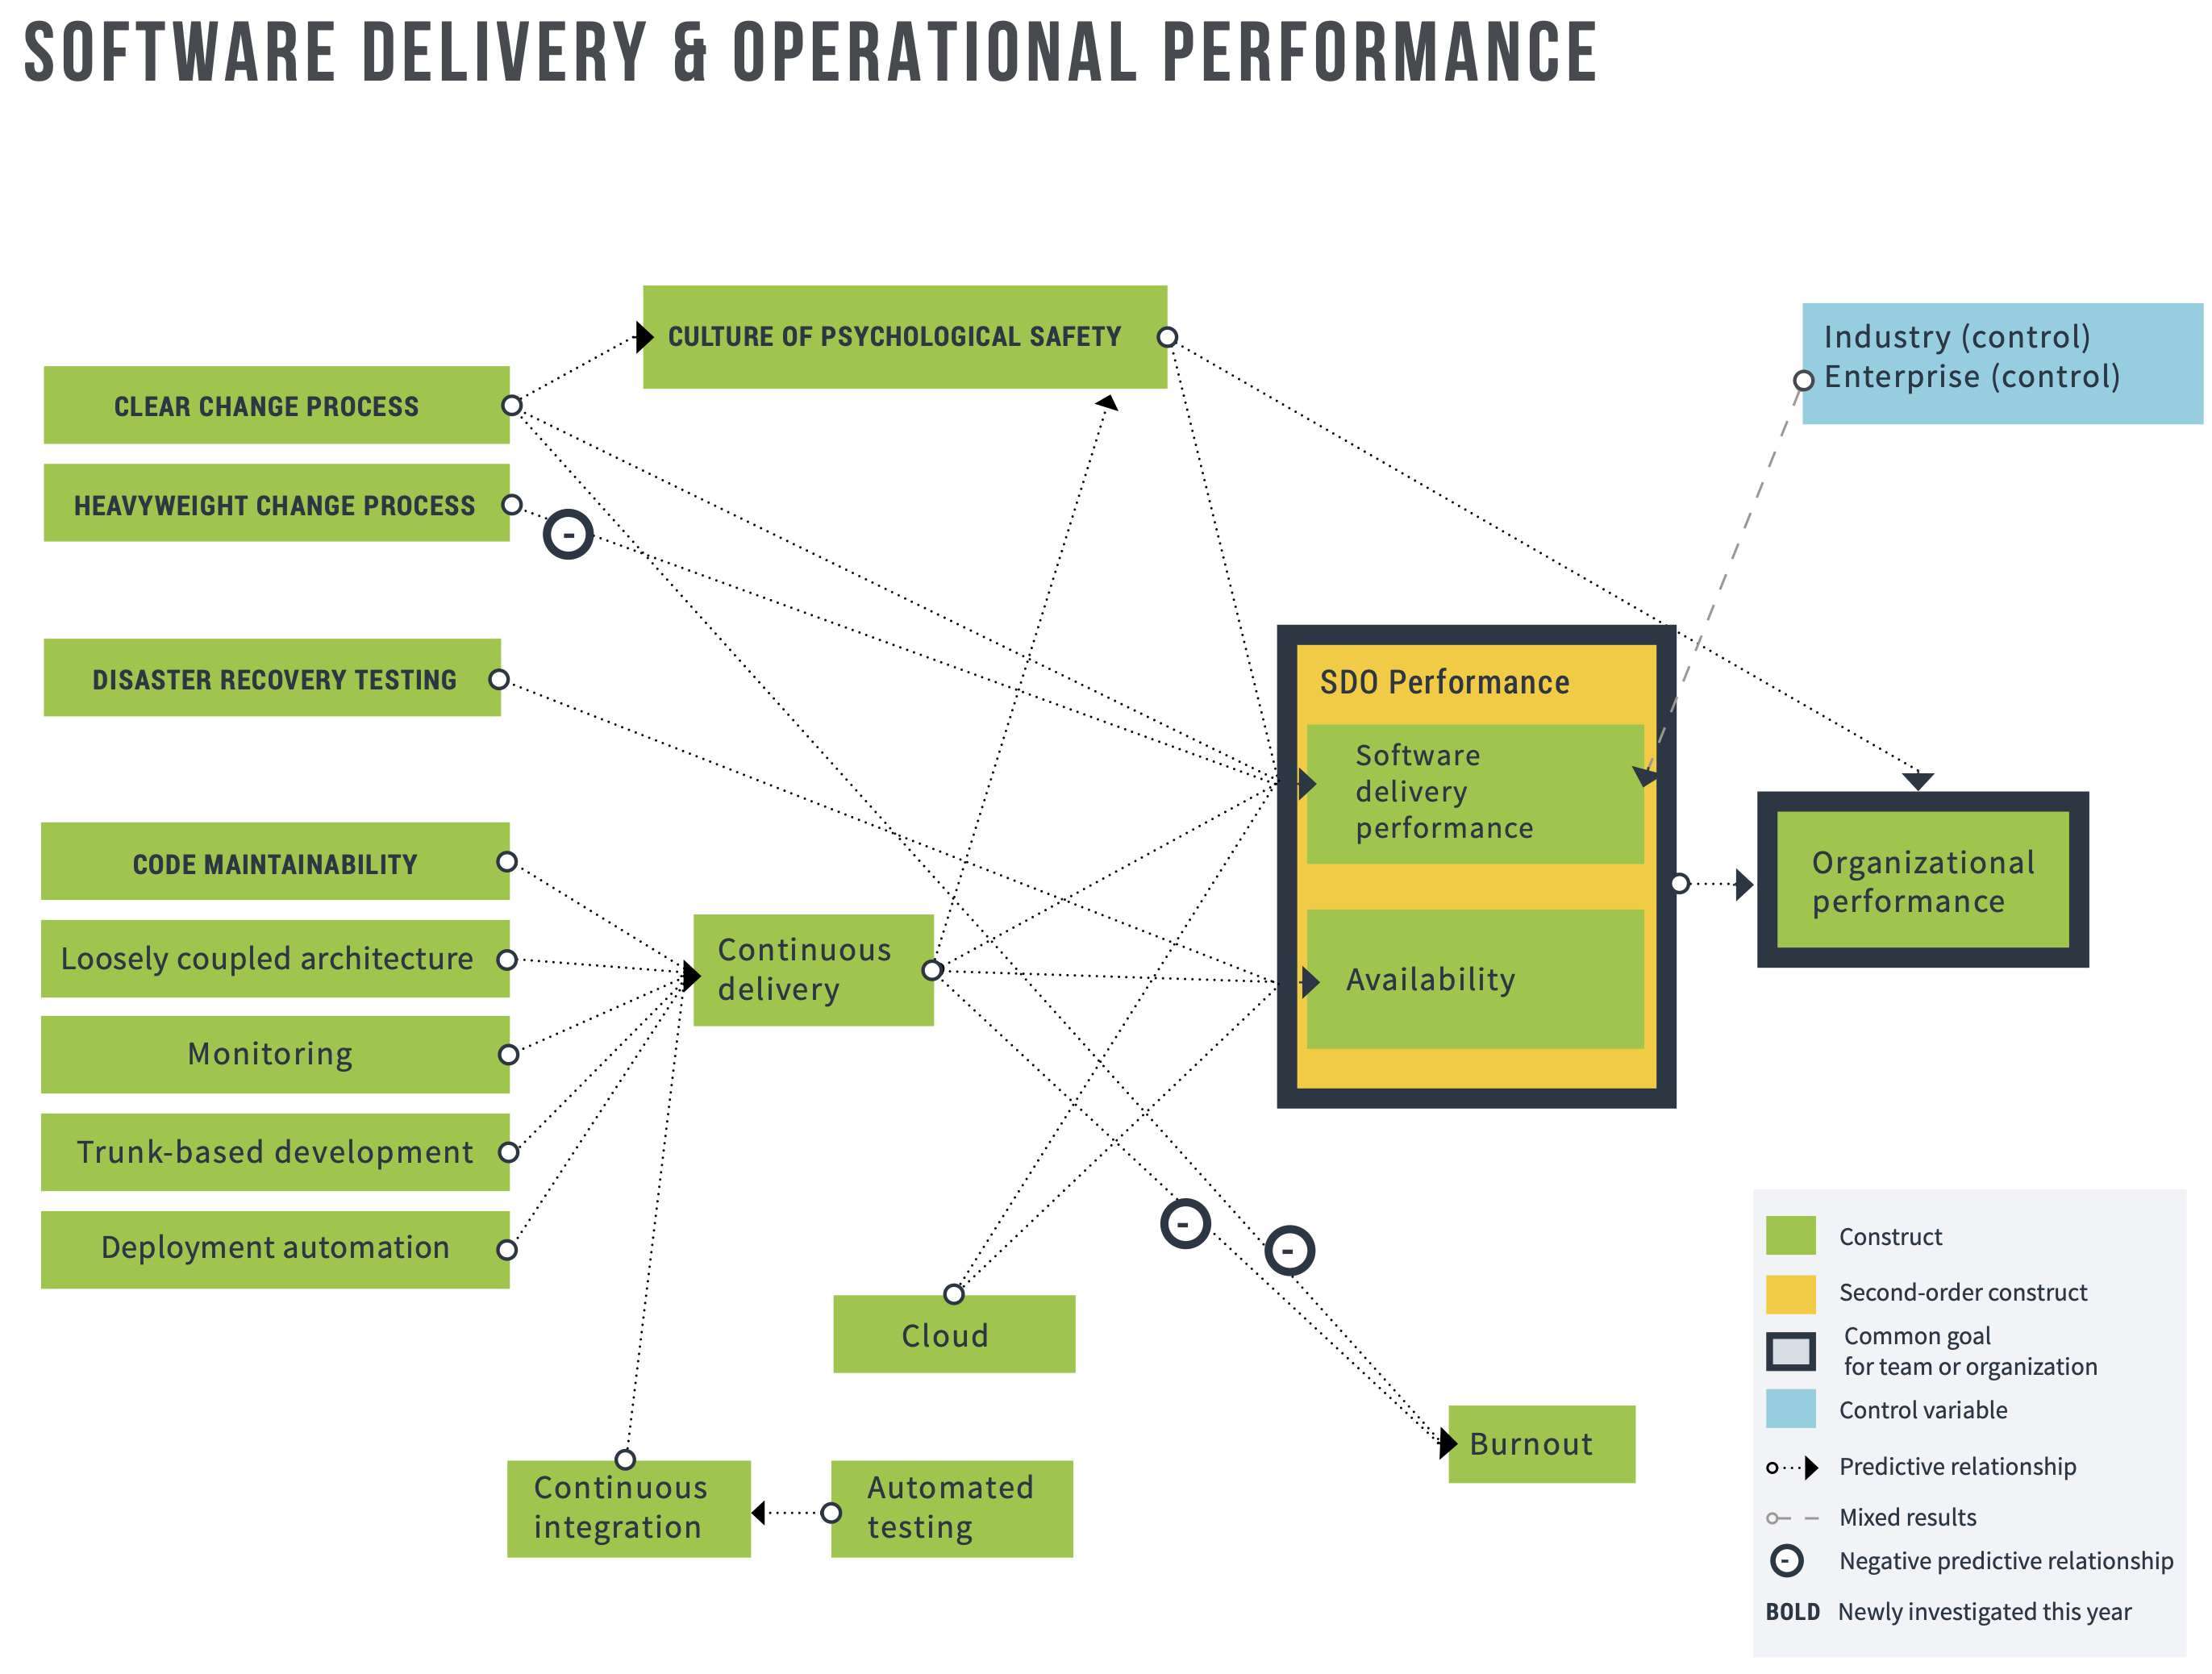 SOFTWARE DELIVERY & OPERATIONAL PERFORMANCE
CULTURE OF PSYCHOLOGICAL SAFETY
Industry (control)
Enterprise (control)
CLEAR CHANGE PROCESS
HEAVYWEIGHT CHANGE PROCESS
-
DISASTER RECOVERY TESTING
SDO Performance
Software
delivery
performance
CODE MAINTAINABILITY
Organizational
performance
Loosely coupled architecture
Continuous
delivery
Availability
Monitoring
Trunk-based development
Deployment automation
-
-
Cloud
Burnout
Continuous
integration
Automated
testing
Construct
Second-order construct
Common goal
for team or organization
Control variable
Predictive relationship
Mixed results
- Negative predictive relationship
BOLD Newly investigated this year